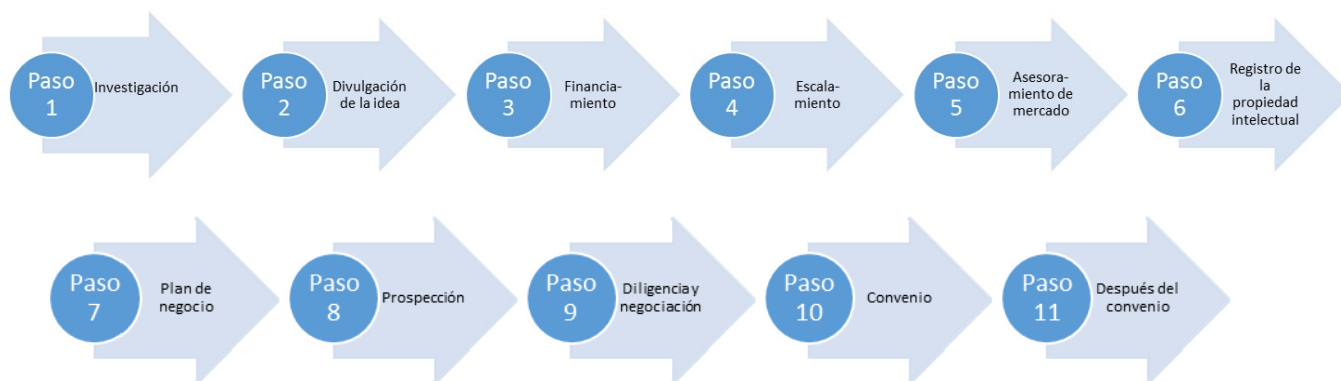 Paso
1
Investigación
Paso
2
Divulgación
de la idea
Paso
3
Financia-
miento
Paso
4
Escala-
miento
Paso
5
Asesora-
miento de
mercado
Paso
6
Registro de
la
propiedad
intelectual
Paso
7
Plan de
negocio
Paso
8
Prospección
Paso
9
Diligencia y
negociación
Paso
10
Convenio
Paso
11
Después del
convenio